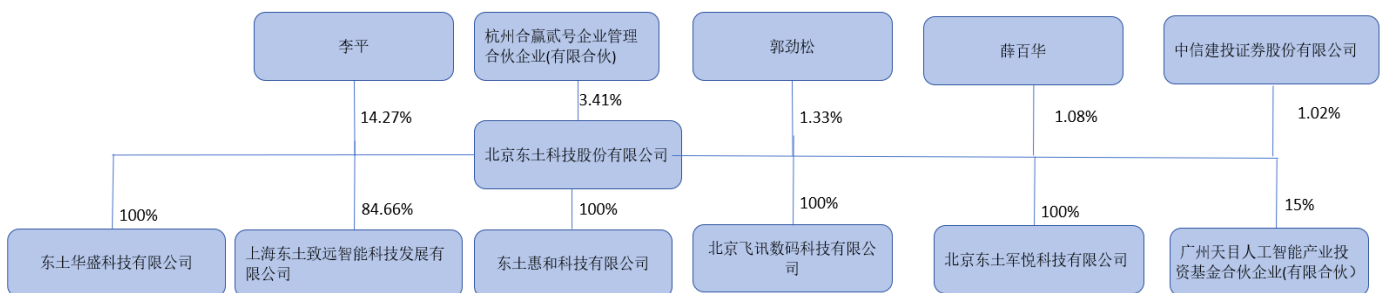 李平
杭州合赢贰号企业管理
合伙企业(有限合伙)
郭劲松
薛百华
中信建投证券股份有限公司
14.27%
3.41%
1.33%
1.08%
1.02%
北京东土科技股份有限公司
100%
84.66%
100%
100%
100%
15%
东土华盛科技有限公司
上海东土致远智能科技发展有
限公司
东土惠和科技有限公司
北京飞讯数码科技有限公
司
北京东土军悦科技有限公司
广州天目人工智能产业投
资基金合伙企业(有限合伙）